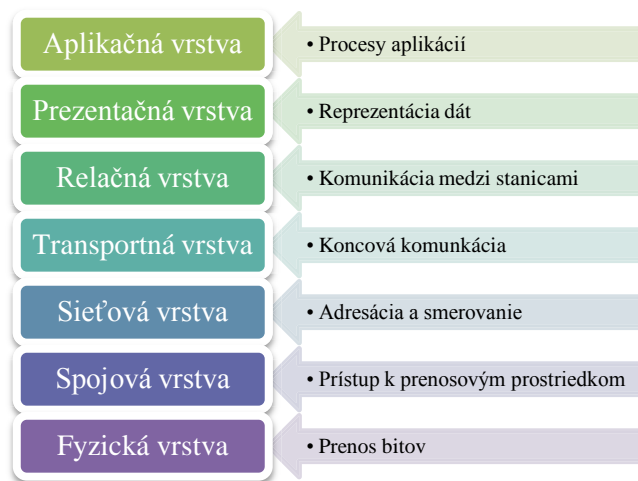 Aplikačná vrstva
• Procesy aplikácií
Prezentačná vrstva
• Reprezentácia dát
Relačná vrstva
• Komunikácia medzi stanicami
Transportná vrstva
• Koncová komunkácia
Sieťová vrstva
• Adresácia a smerovanie
Spojová vrstva
• Prístup k prenosovým prostriedkom
Fyzická vrstva
• Prenos bitov